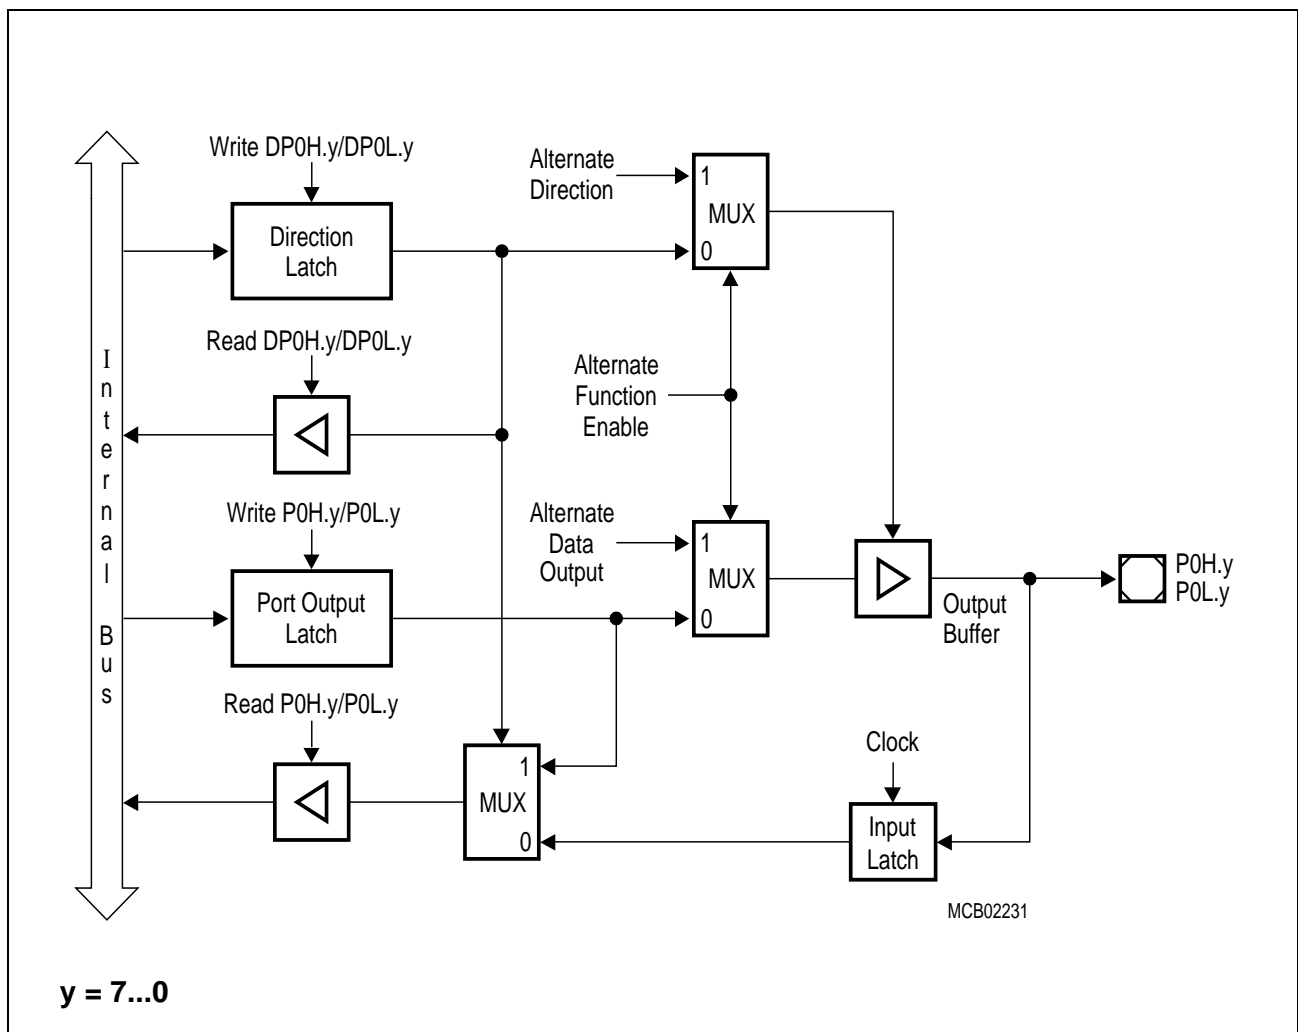 Write DP0H.y/DP0L.y
Alternate
Direction
1
MUX
0
Direction
Latch
Read DP0H.y/DP0L.y
Internal Bus
Alternate
Function
Enable
Write P0H.y/P0L.y
Alternate
Data
Output
1
MUX
0
Port Output
Latch
Output
Buffer
P0H.y
P0L.y
Read P0H.y/P0L.y
1
MUX
0
Clock
Input
Latch
MCB02231
y = 7...0